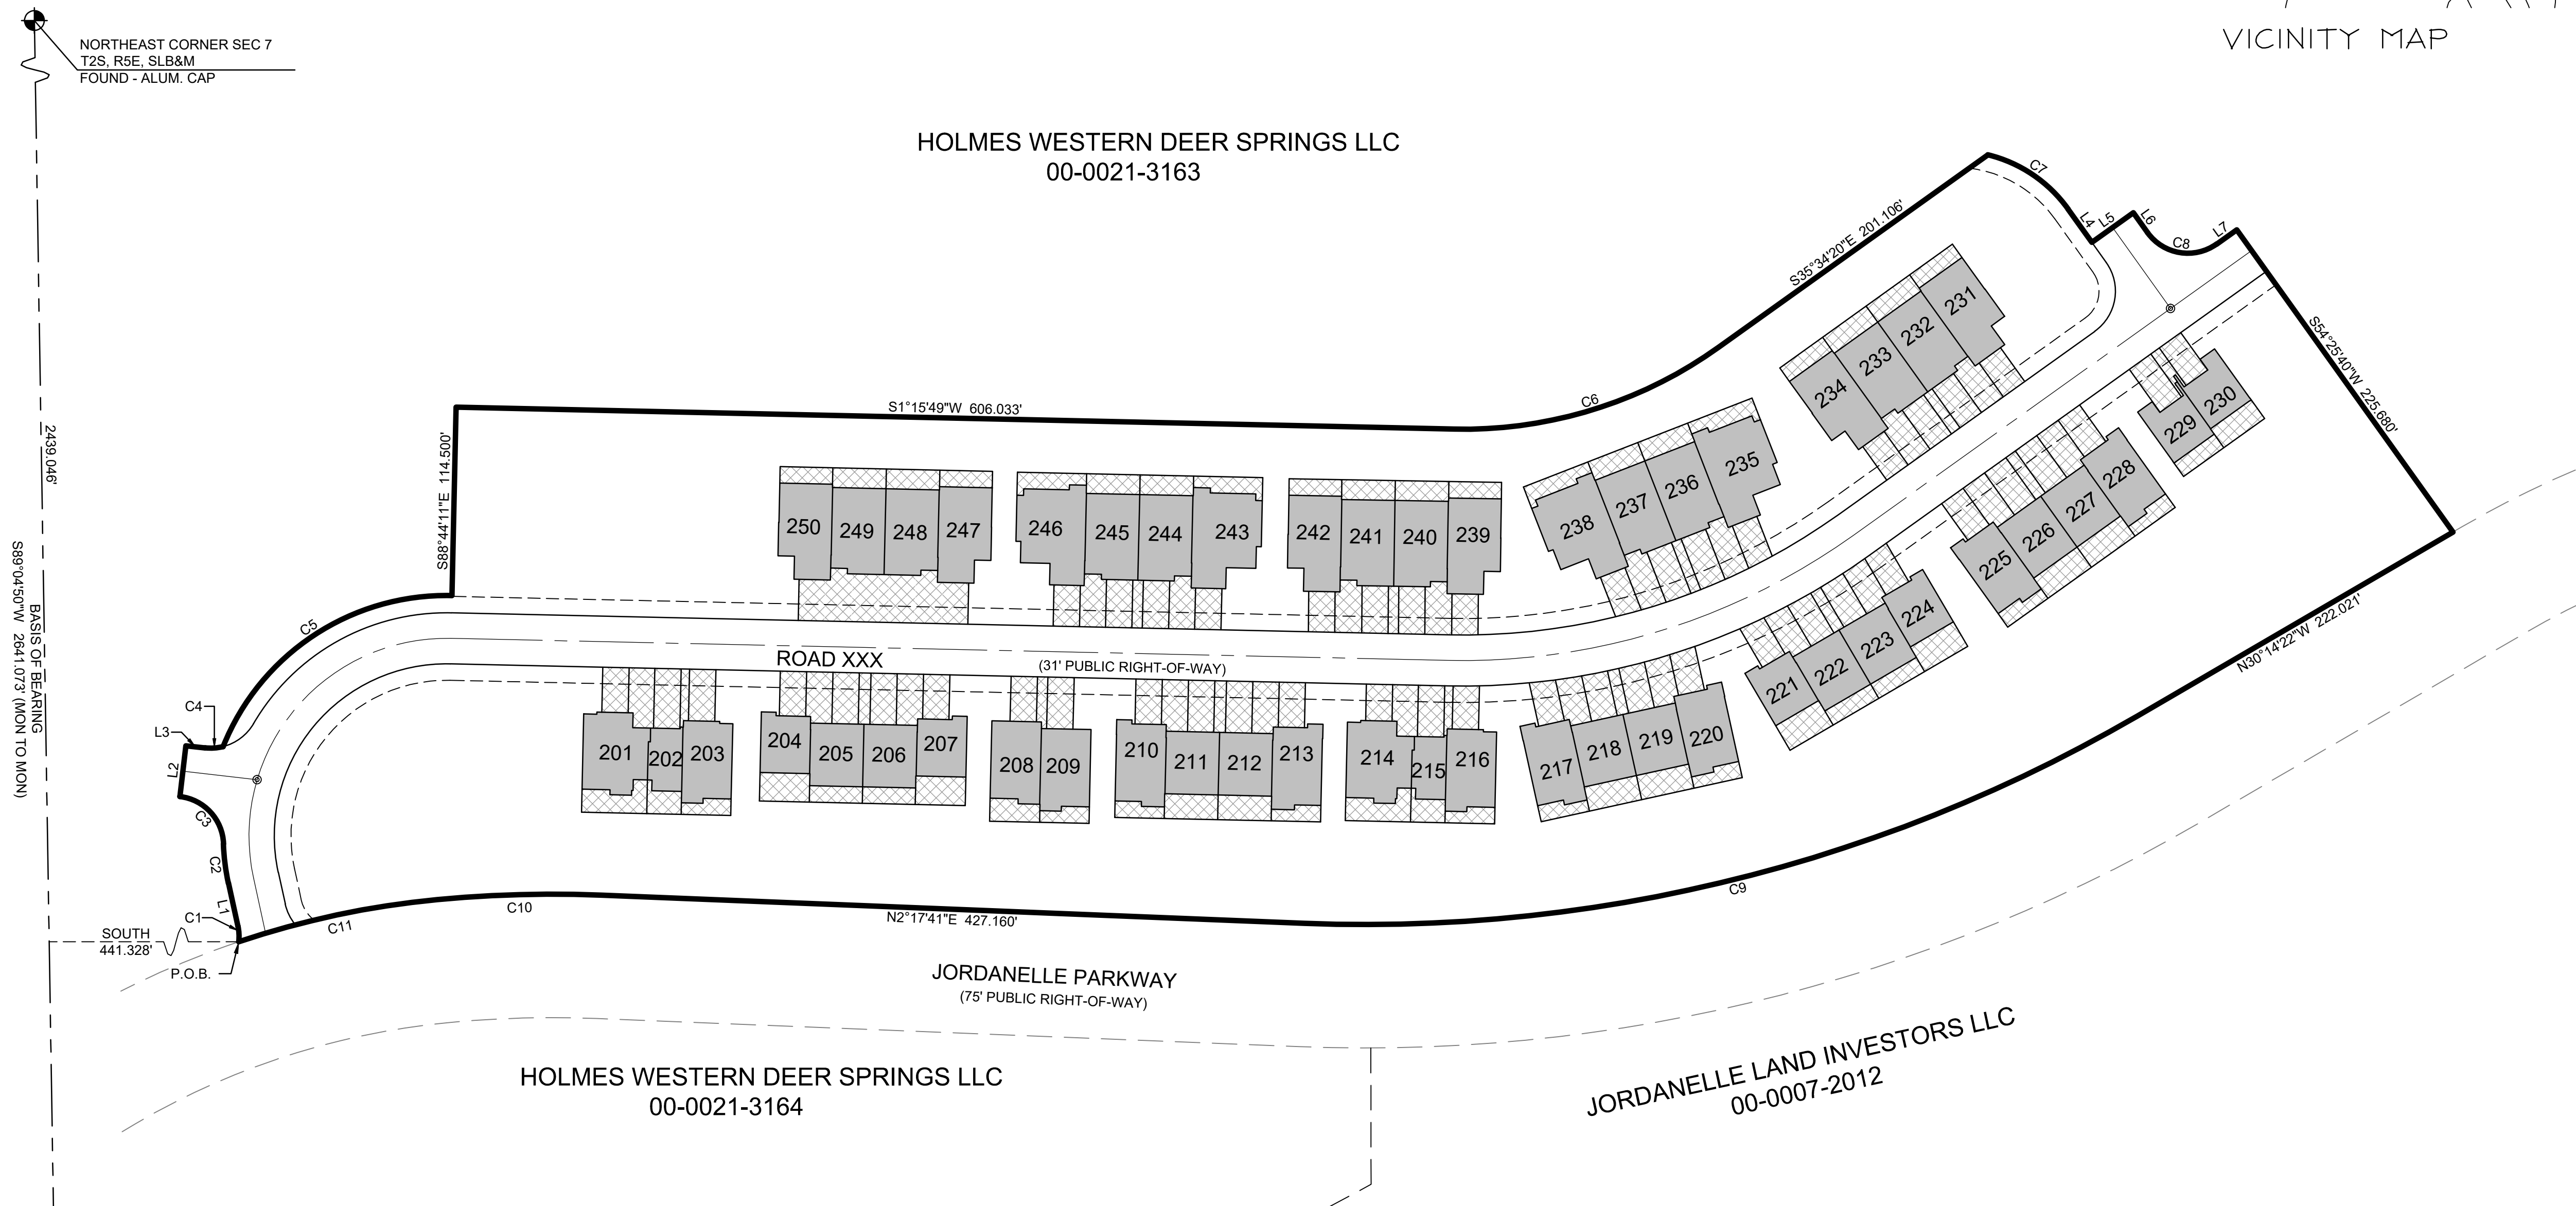 VICINITY MAP
NORTHEAST CORNER SEC 7
T2S, R5E, SLB&M
FOUND - ALUM. CAP
HOLMES WESTERN DEER SPRINGS LLC
00-0021-3163
C7
L4
L5
L6
C8
L7
S35°34'20"E 201.106'
S54°25'40"W 225.680'
C6
S1°15'49"W 606.033'
S88°44'11"E 114.500'
2439.046'
BASIS OF BEARING
S89°04'50"W 2641.073' (MON TO MON)
231
232
233
234
235
236
237
238
239
240
241
242
243
244
245
246
247
248
249
250
C5
C4
L3
L2
C3
C2
L1
C1
SOUTH
441.328'
P.O.B.
ROAD XXX
(31' PUBLIC RIGHT-OF-WAY)
201
202
203
204
205
206
207
208
209
210
211
212
213
214
215
216
217
218
219
220
221
222
223
224
225
226
227
228
229
230
N30°14'22"W 222.021'
C9
N2°17'41"E 427.160'
C10
C11
JORDANELLE PARKWAY
(75' PUBLIC RIGHT-OF-WAY)
HOLMES WESTERN DEER SPRINGS LLC
00-0021-3164
JORDANELLE LAND INVESTORS LLC
00-0007-2012